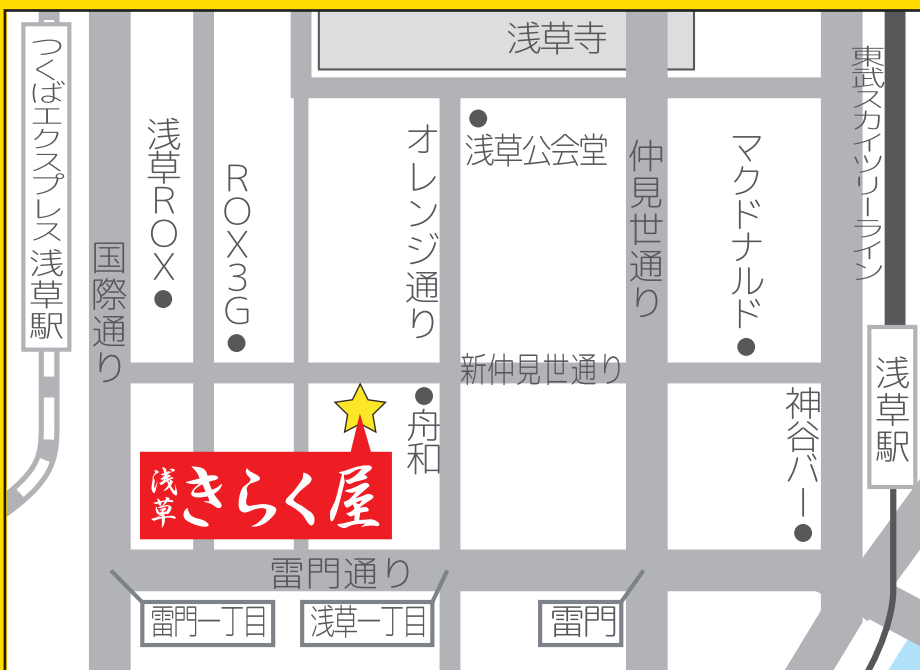 浅草寺
つくばエクスプレス 浅草駅
東武スカイツリーライン
浅草ROX
ROX3G
オレンジ通り
浅草公会堂
仲見世通り
マクドナルド
国際通り
新仲見世通り
舟和
神谷バー
浅草駅
浅草
きらく屋
雷門通り
雷門一丁目
浅草一丁目
雷門